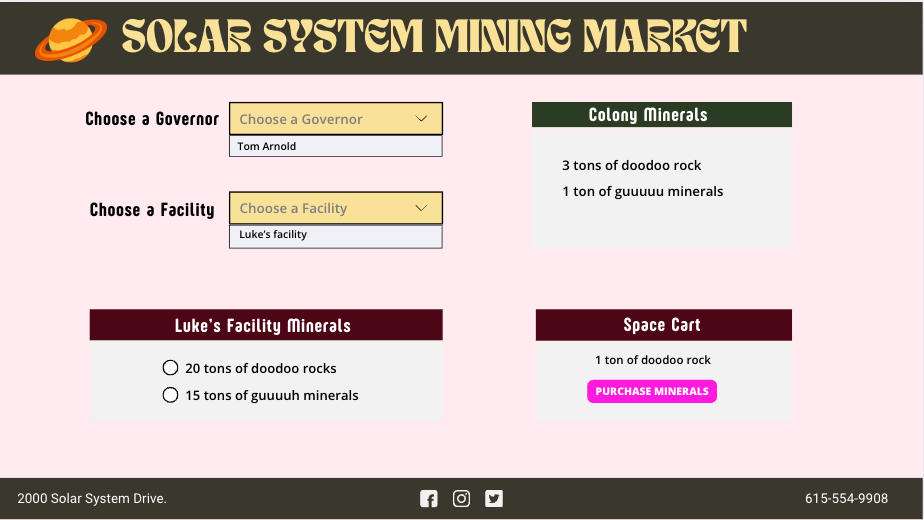 SOLAR SYSTEM MINING MARKET
Choose a Governor
Choose a Governor
Tom Arnold
Choose a Facility
Choose a Facility
Luke's facility
Colony Minerals
3 tons of doodoo rock
1 ton of guuuuu minerals
Luke's Facility Minerals
20 tons of doodoo rocks
15 tons of guuuuh minerals
Space Cart
1 ton of doodoo rock
PURCHASE MINERALS
2000 Solar System Drive.
615-554-9908